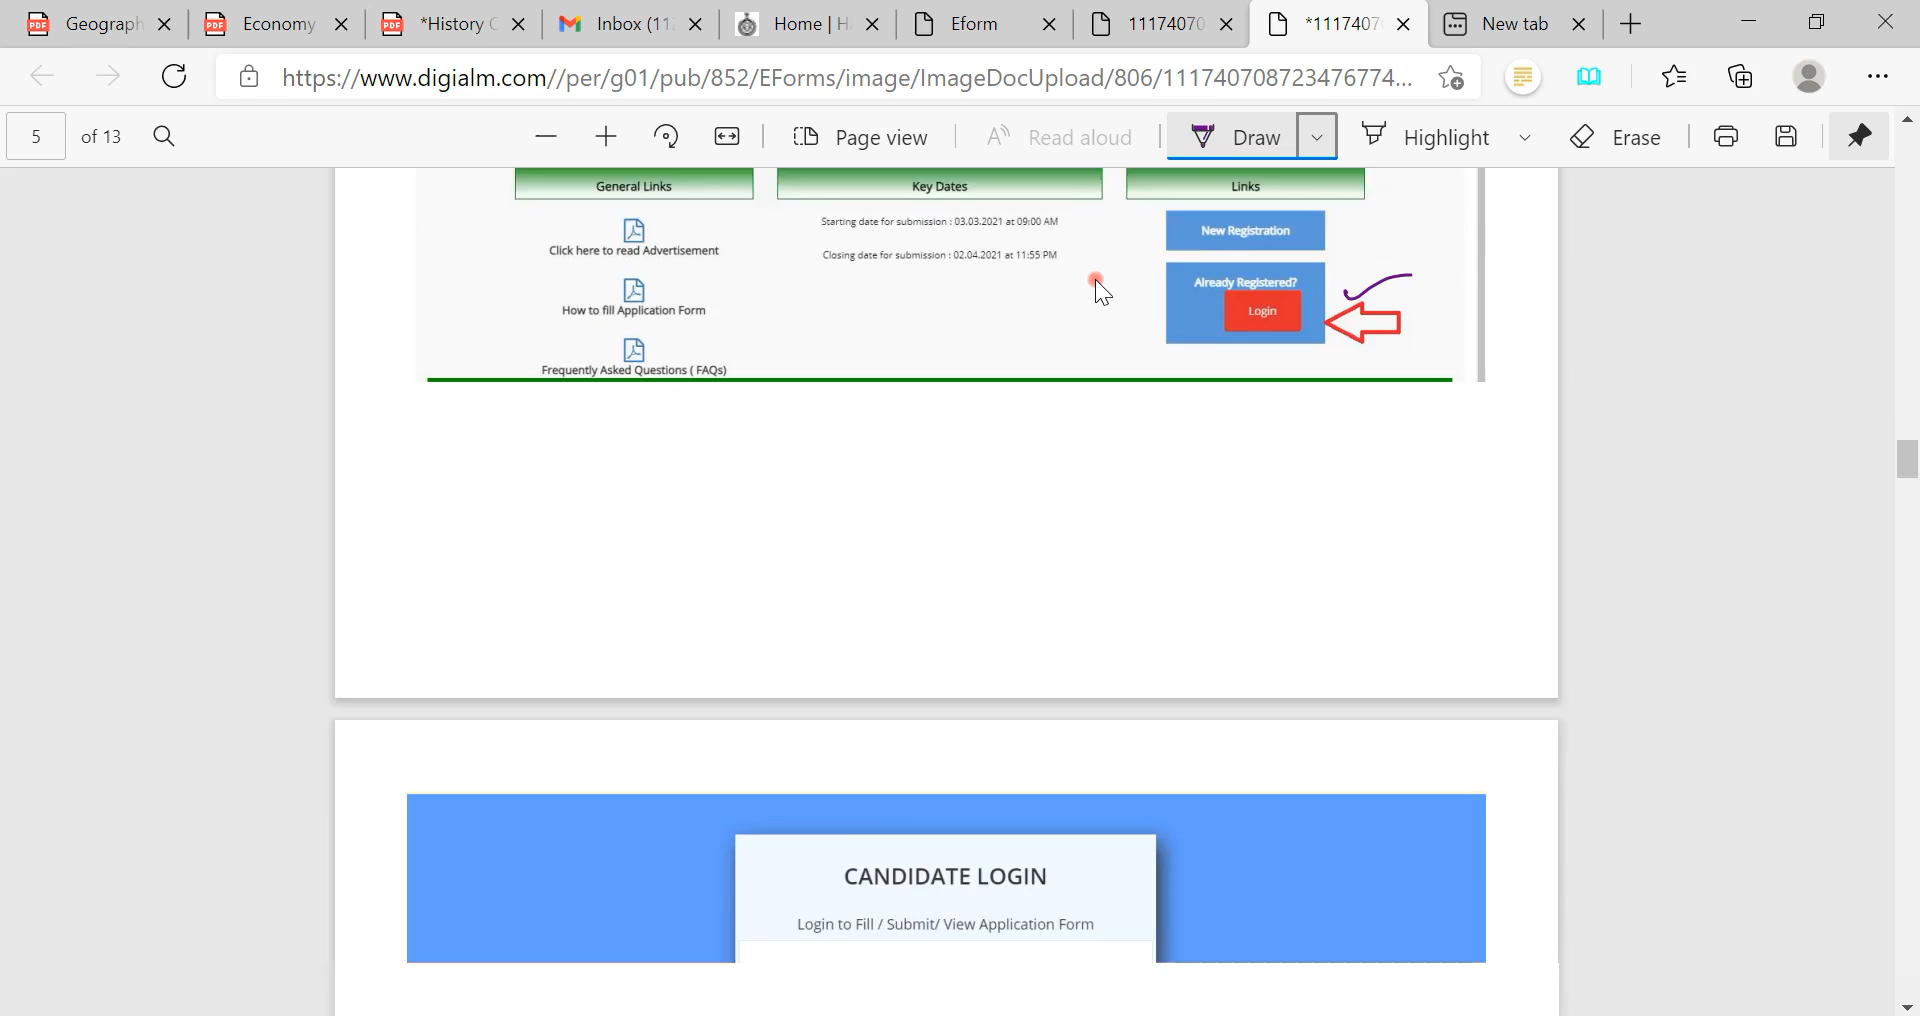 Geograph
Economy
*History C
Inbox (11
Home | H
Eform
11174070
*1117407
New tab
https://www.digialm.com//per/g01/pub/852/EForms/image/ImageDocUpload/806/111740708723476774...
5 of 13
Page view
Read aloud
Draw
Highlight
Erase
General Links
Key Dates
Links
Starting date for submission : 03.03.2021 at 09:00 AM
New Registration
Click here to read Advertisement
Closing date for submission : 02.04.2021 at 11:55 PM
Already Registered?
How to fill Application Form
Login
Frequently Asked Questions ( FAQs)
CANDIDATE LOGIN
Login to Fill / Submit/ View Application Form